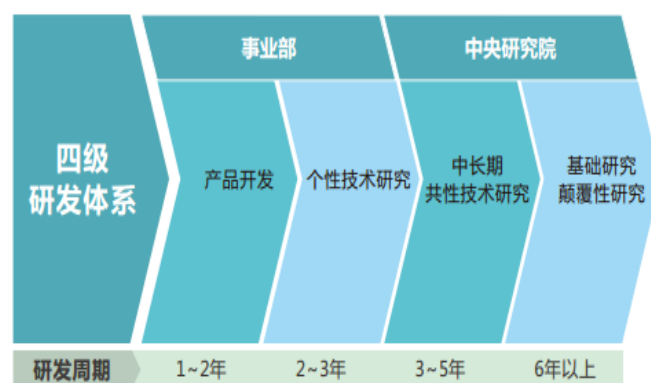 事业部
中央研究院
四级
研发体系
产品开发
个性技术研究
中长期
共性技术研究
基础研究
颠覆性研究
研发周期
1~2年
2~3年
3~5年
6年以上